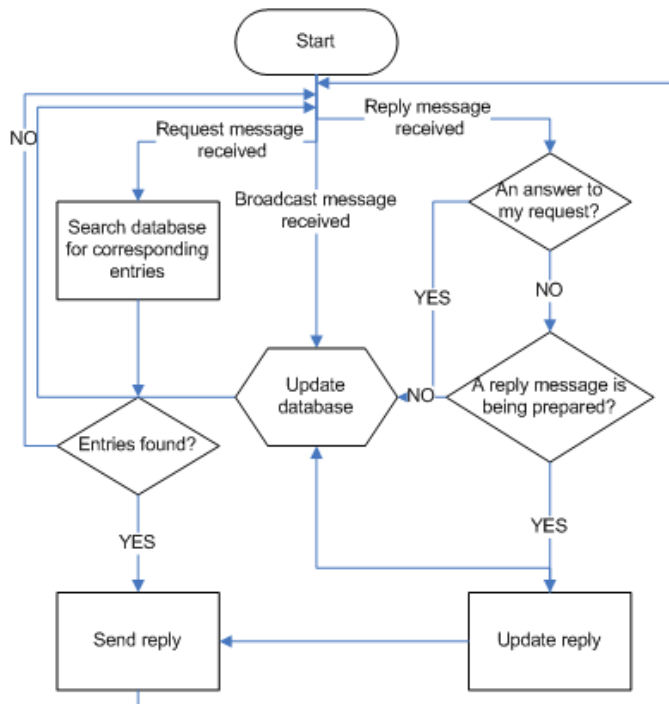 Start
NO
Request message
received
Reply message
received
Broadcast message
received
An answer to
my request?
Search database
for corresponding
entries
YES
NO
Update
database
NO
A reply message is
being prepared?
Entries found?
YES
YES
Send reply
Update reply